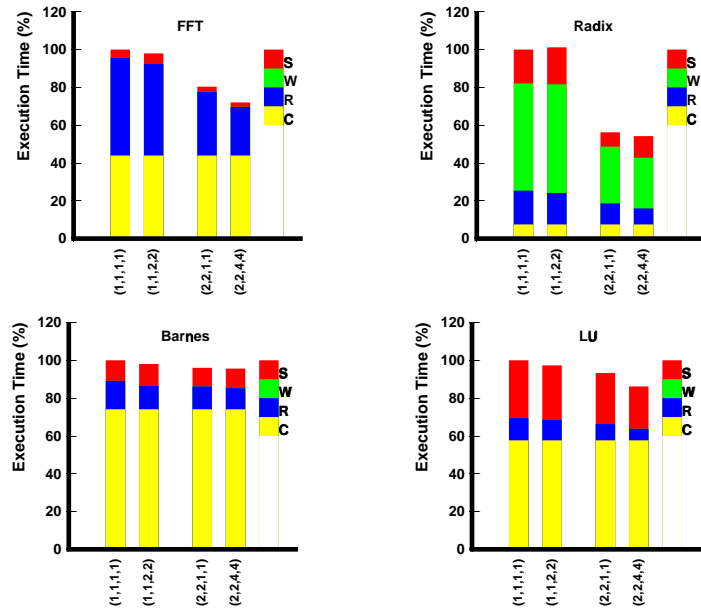 FFT
Execution Time (%)
120
100
80
60
40
20
0
S
W
R
C
(1,1,1,1)
(1,1,2,2)
(2,2,1,1)
(2,2,4,4)
Radix
Execution Time (%)
120
100
80
60
40
20
0
S
W
R
C
(1,1,1,1)
(1,1,2,2)
(2,2,1,1)
(2,2,4,4)
Barnes
Execution Time (%)
120
100
80
60
40
20
0
S
W
R
C
(1,1,1,1)
(1,1,2,2)
(2,2,1,1)
(2,2,4,4)
LU
Execution Time (%)
120
100
80
60
40
20
0
S
W
R
C
(1,1,1,1)
(1,1,2,2)
(2,2,1,1)
(2,2,4,4)